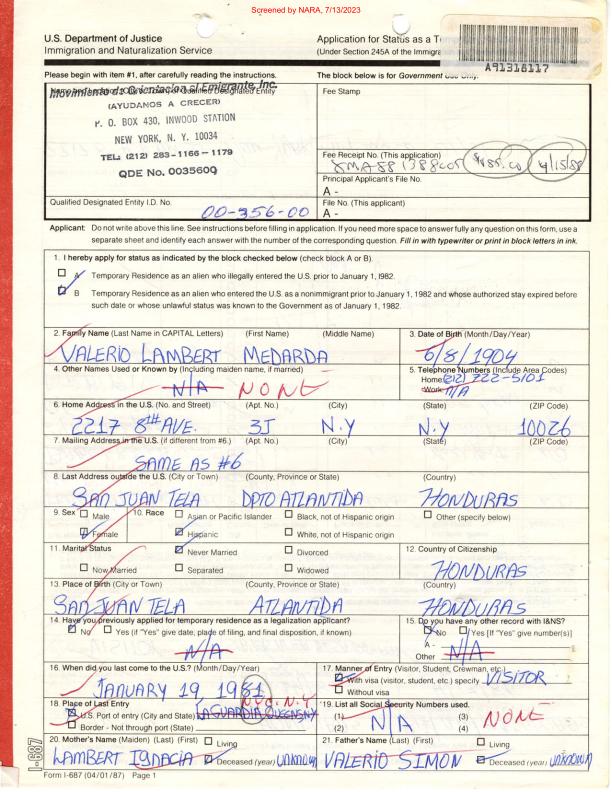 Screened by NARA, 7/13/2023
U.S. Department of Justice
Immigration and Naturalization Service
Application for Status as a
(Under Section 245A of the Immigra
A91316117
Please begin with item #1, after carefully reading the instructions.
The block below is for Government Use Only.
Movimiento de Orientacion al Emigrante, Inc.
(AYUDANOS A CRECER)
P. O. BOX 430, INWOOD STATION
NEW YORK, N. Y. 10034
TEL: (212) 283-1166 - 1179
QDE No. 003560Q
Fee Stamp
Fee Receipt No. (This application)
4/15/88
Principal Applicant's File No.
A -
Qualified Designated Entity I.D. No.
00-356-00
File No. (This applicant)
A -
Applicant: Do not write above this line. See instructions before filling in application. If you need more space to answer fully any question on this form, use a
separate sheet and identify each answer with the number of the corresponding question. Fill in with typewriter or print in block letters in ink.
1. I hereby apply for status as indicated by the block checked below (check block A or B).
A Temporary Residence as an alien who illegally entered the U.S. prior to January 1, 1982.
B Temporary Residence as an alien who entered the U.S. as a nonimmigrant prior to January 1, 1982 and whose authorized stay expired before
such date or whose unlawful status was known to the Government as of January 1, 1982.
2. Family Name (Last Name in CAPITAL Letters) (First Name) (Middle Name) 3. Date of Birth (Month/Day/Year)
VALERIO LAMBERT MEDARDA 6/8/1904
4. Other Names Used or Known by (Including maiden name, if married) 5. Telephone Numbers (Include Area Codes)
Home (212) 722-5101
N/A NONE Work: N/A
6. Home Address in the U.S. (No. and Street) (Apt. No.) (City) (State) (ZIP Code)
2217 8TH AVE. 3J N.Y N.Y 10026
7. Mailing Address in the U.S. (if different from #6.) (Apt. No.) (City) (State) (ZIP Code)
SAME AS #6
8. Last Address outside the U.S. (City or Town) (County, Province or State) (Country)
SAN JUAN TELA DPTO ATLANTIDA HONDURAS
9. Sex Male 10. Race Asian or Pacific Islander Black, not of Hispanic origin Other (specify below)
Female Hispanic White, not of Hispanic origin
11. Marital Status Never Married Divorced 12. Country of Citizenship
Now Married Separated Widowed HONDURAS
13. Place of Birth (City or Town) (County, Province or State) (Country)
SAN JUAN TELA ATLANTIDA HONDURAS
14. Have you previously applied for temporary residence as a legalization applicant? 15. Do you have any other record with I&NS?
No Yes (if "Yes" give date, place of filing, and final disposition, if known) No Yes [If "Yes" give number(s)]
A -
N/A Other N/A
16. When did you last come to the U.S.? (Month/Day/Year) 17. Manner of Entry (Visitor, Student, Crewman, etc.)
With visa (visitor, student, etc.) specify VISITOR
JANUARY 19, 1981 Without visa
N.Y.C. N.Y
18. Place of Last Entry 19. List all Social Security Numbers used.
U.S. Port of entry (City and State) LAGUARDIA QUEENS NY (1) (3)
Border - Not through port (State) (2) N/A (4) NONE
20. Mother's Name (Maiden) (Last) (First) Living 21. Father's Name (Last) (First) Living
LAMBERT IGNACIA Deceased (year) UNKNOWN VALERIO SIMON Deceased (year) UNKNOWN
I-687
Form I-687 (04/01/87) Page 1